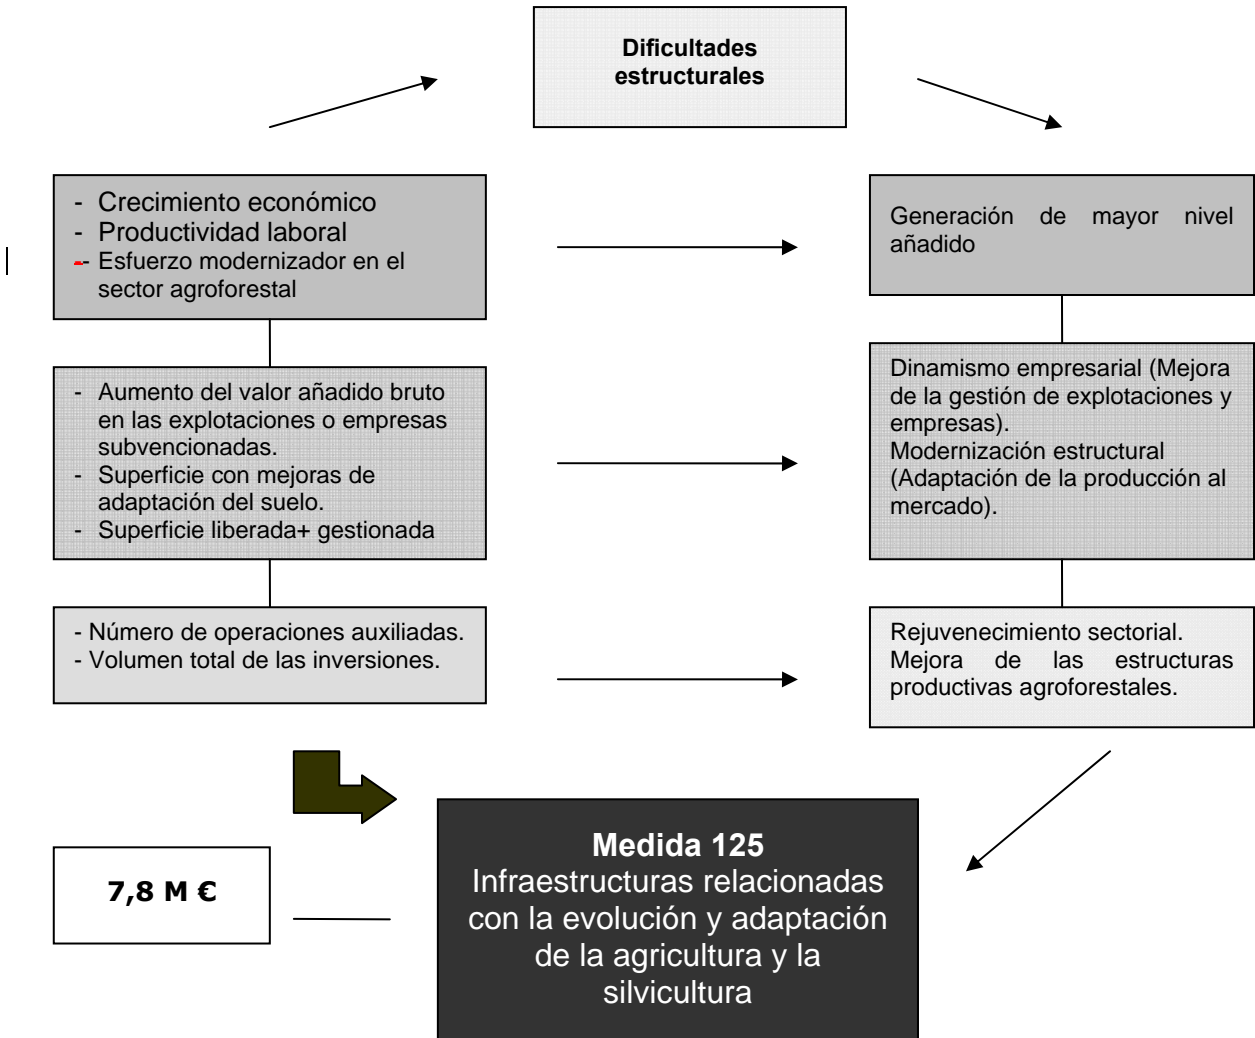 Dificultades
estructurales
- Crecimiento económico
- Productividad laboral
-- Esfuerzo modernizador en el
sector agroforestal
Generación de mayor nivel
añadido
- Aumento del valor añadido bruto
en las explotaciones o empresas
subvencionadas.
- Superficie con mejoras de
adaptación del suelo.
- Superficie liberada+ gestionada
Dinamismo empresarial (Mejora
de la gestión de explotaciones y
empresas).
Modernización estructural
(Adaptación de la producción al
mercado).
- Número de operaciones auxiliadas.
- Volumen total de las inversiones.
Rejuvenecimiento sectorial.
Mejora de las estructuras
productivas agroforestales.
7,8 M €
Medida 125
Infraestructuras relacionadas
con la evolución y adaptación
de la agricultura y la
silvicultura